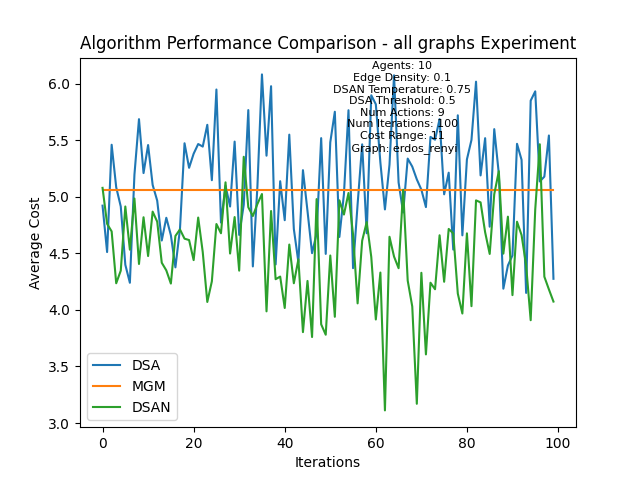 Algorithm Performance Comparison - all graphs Experiment
Agents: 10
Edge Density: 0.1
DSAN Temperature: 0.75
DSA Threshold: 0.5
Num Actions: 9
Num Iterations: 100
Cost Range: 11
Graph: erdos_renyi
6.0
5.5
5.0
4.5
4.0
3.5
3.0
Average Cost
DSA
MGM
DSAN
0
20
40
60
80
100
Iterations